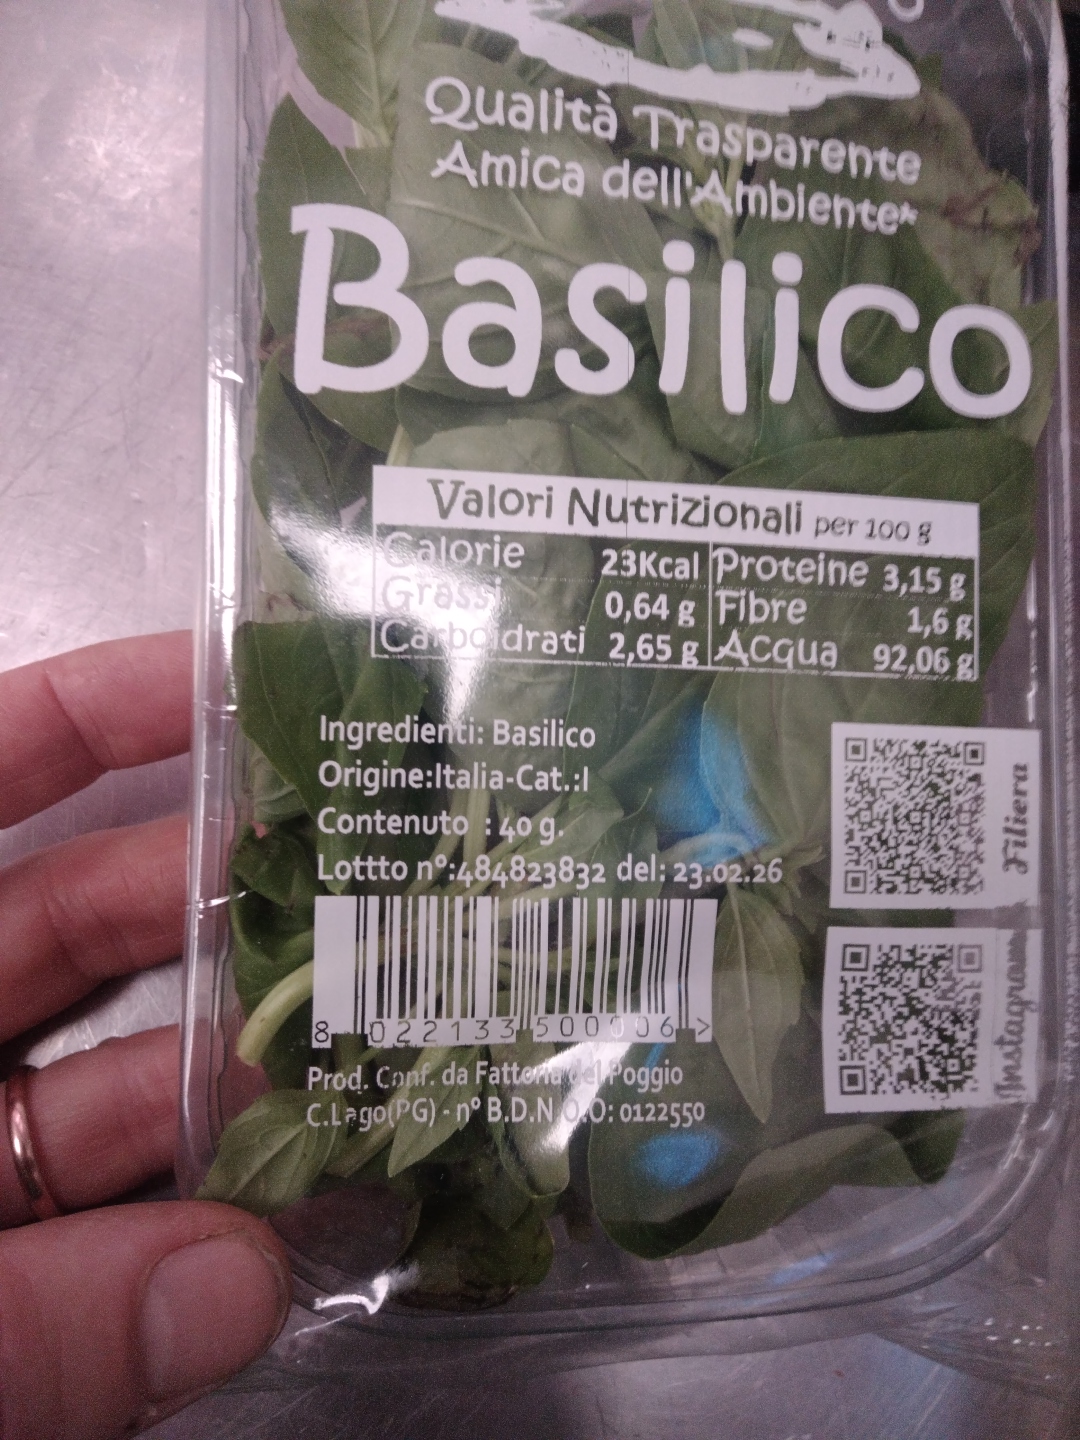 Qualità Trasparente
Amica dell'Ambiente*
Basilico
Valori Nutrizionali per 100 g
Calorie 23Kcal Proteine 3,15 g
Grassi 0,64 g Fibre 1,6 g
Carboidrati 2,65 g Acqua 92,06 g
Ingredienti: Basilico
Origine:Italia-Cat.:I
Contenuto : 40 g.
Lottto n°:484823832 del: 23.02.26
Filiera
8 022133 500006 >
Instagram
Prod. Conf. da Fattoria del Poggio
C.Lago(PG) - n° B.D.N.O.O: 0122550